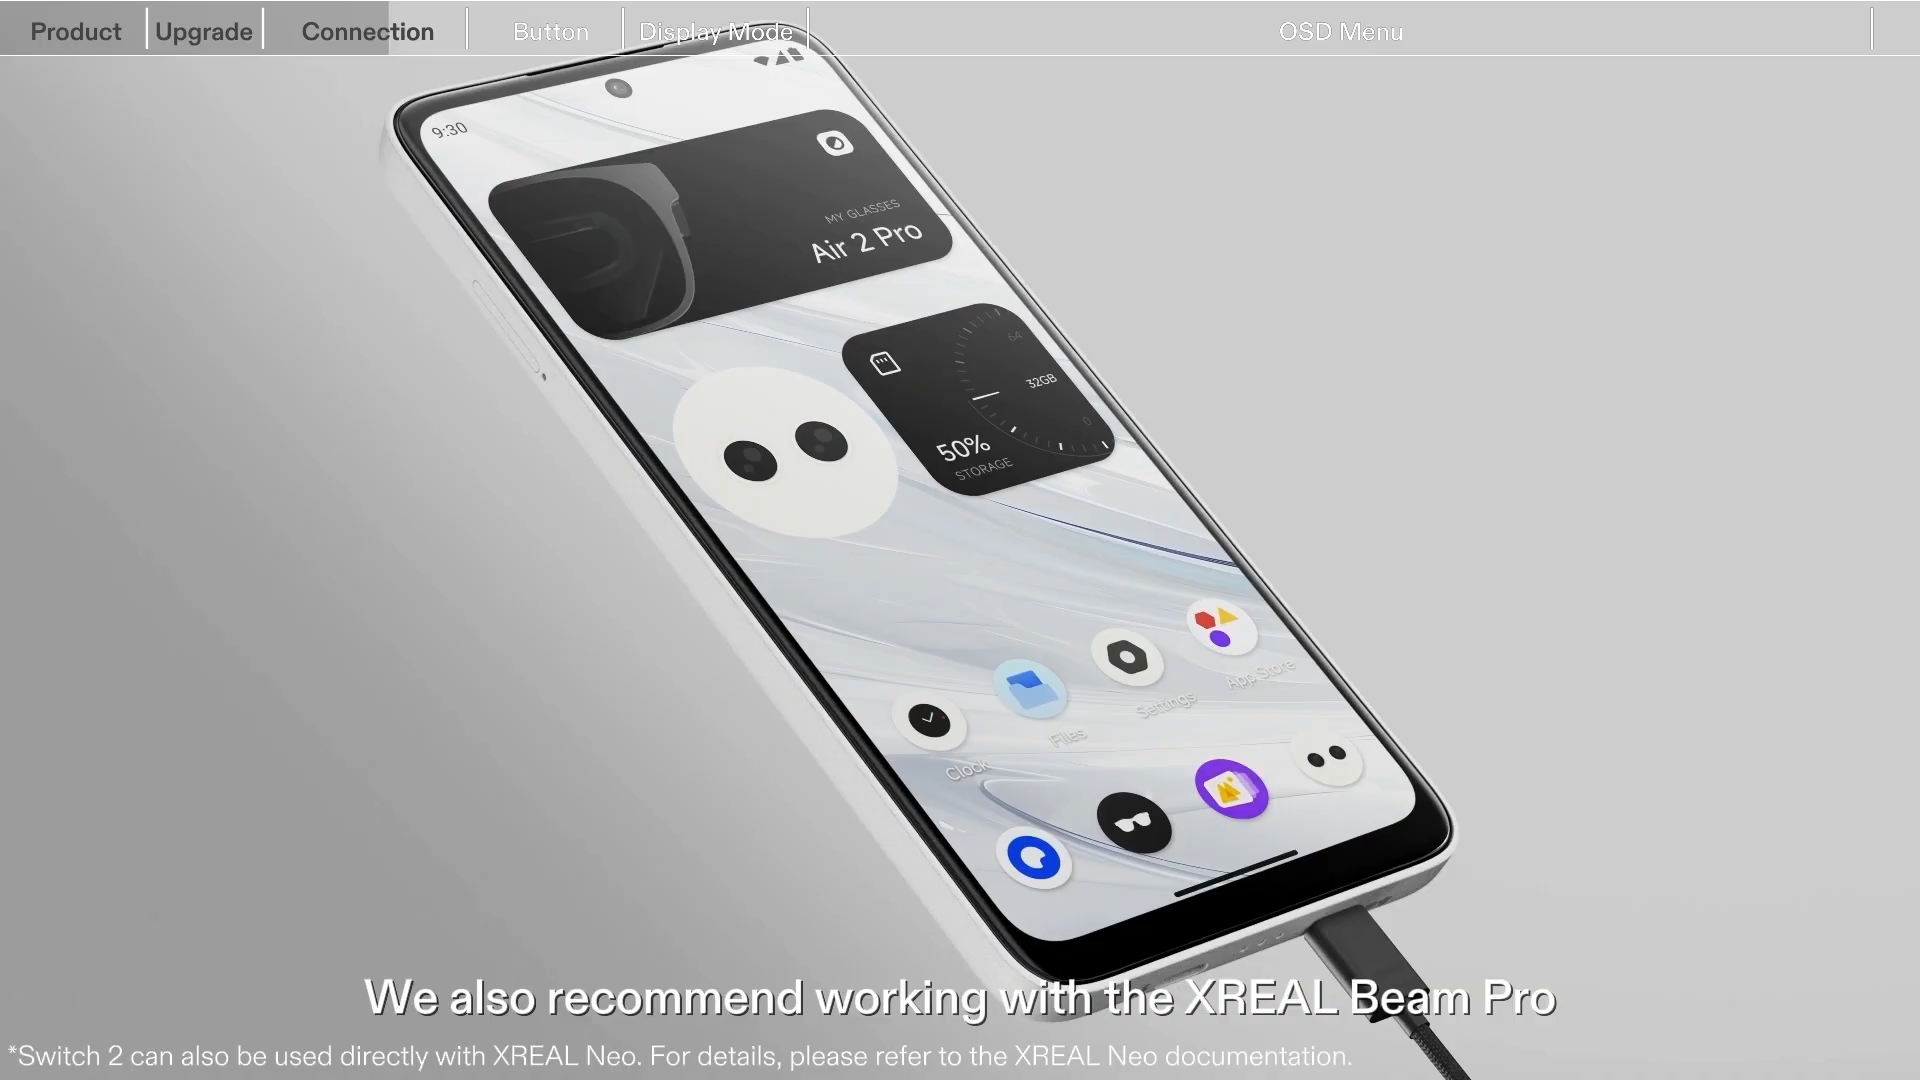 Product
Upgrade
Connection
Button
Display Mode
OSD Menu
9:30
MY GLASSES
Air 2 Pro
64
32GB
0
50%
STORAGE
App Store
Settings
Files
Clock
We also recommend working with the XREAL Beam Pro
*Switch 2 can also be used directly with XREAL Neo. For details, please refer to the XREAL Neo documentation.